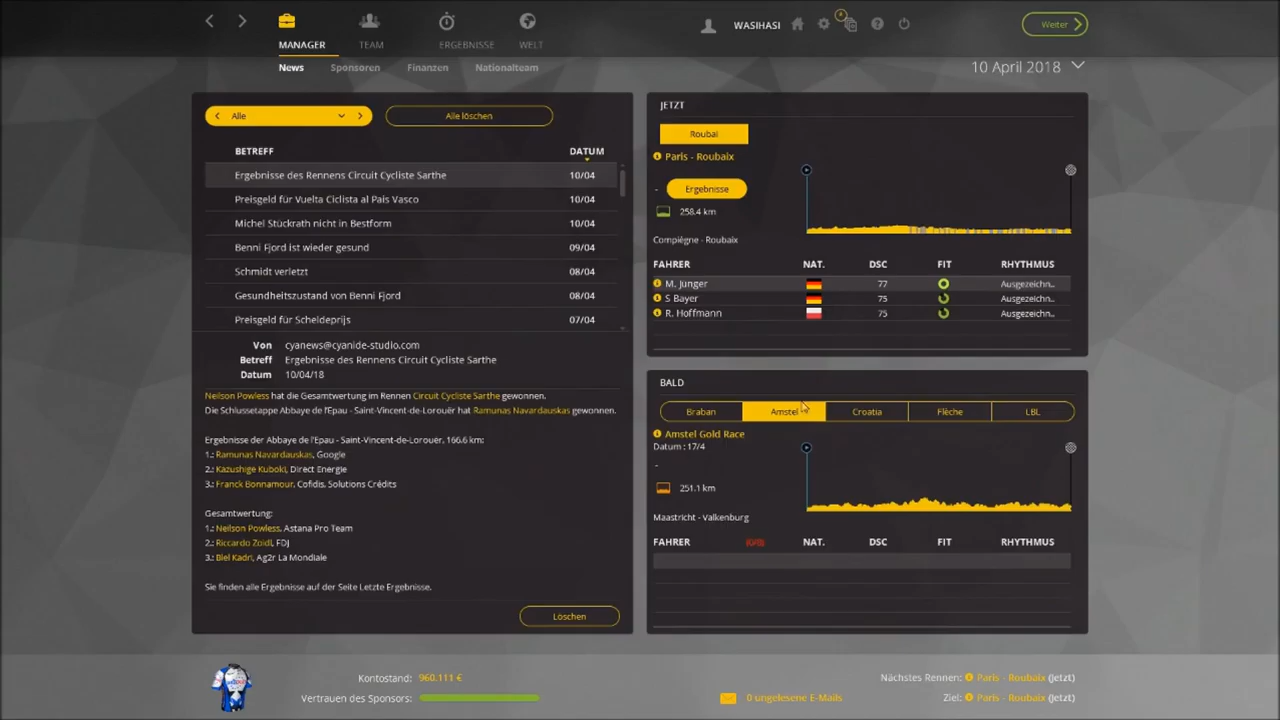 MANAGER TEAM ERGEBNISSE WELT
WASIHASI
Weiter
News Sponsoren Finanzen Nationalteam
10 April 2018
Alle
Alle löschen
BETREFF DATUM
Ergebnisse des Rennens Circuit Cycliste Sarthe 10/04
Preisgeld für Vuelta Ciclista al Pais Vasco 10/04
Michel Stückrath nicht in Bestform 10/04
Benni Fjord ist wieder gesund 09/04
Schmidt verletzt 08/04
Gesundheitszustand von Benni Fjord 08/04
Preisgeld für Scheldeprijs 07/04
Von cyanews@cyanide-studio.com
Betreff Ergebnisse des Rennens Circuit Cycliste Sarthe
Datum 10/04/18
Neilson Powless hat die Gesamtwertung im Rennen Circuit Cycliste Sarthe gewonnen.
Die Schlussetappe Abbaye de l'Epau - Saint-Vincent-de-Lorouër hat Ramunas Navardauskas gewonnen.
Ergebnisse der Abbaye de l'Epau - Saint-Vincent-de-Lorouër, 166.6 km:
1.: Ramunas Navardauskas, Google
2.: Kazushige Kuboki, Direct Energie
3.: Franck Bonnamour, Cofidis, Solutions Crédits
Gesamtwertung:
1.: Neilson Powless, Astana Pro Team
2.: Riccardo Zoidl, FDJ
3.: Biel Kadri, Ag2r La Mondiale
Sie finden alle Ergebnisse auf der Seite Letzte Ergebnisse.
Löschen
JETZT
Roubai
Paris - Roubaix
- Ergebnisse
258.4 km
Compiègne - Roubaix
FAHRER NAT. DSC FIT RHYTHMUS
M. Junger 77 Ausgezeichn..
S Bayer 75 Ausgezeichn..
R. Hoffmann 75 Ausgezeichn..
BALD
Braban Amstel Croatia Flèche LBL
Amstel Gold Race
Datum : 17/4
-
251.1 km
Maastricht - Valkenburg
FAHRER (0/0) NAT. DSC FIT RHYTHMUS
Kontostand: 960.111 €
Vertrauen des Sponsors:
0 ungelesene E-Mails
Nächstes Rennen: Paris - Roubaix (Jetzt)
Ziel: Paris - Roubaix (Jetzt)